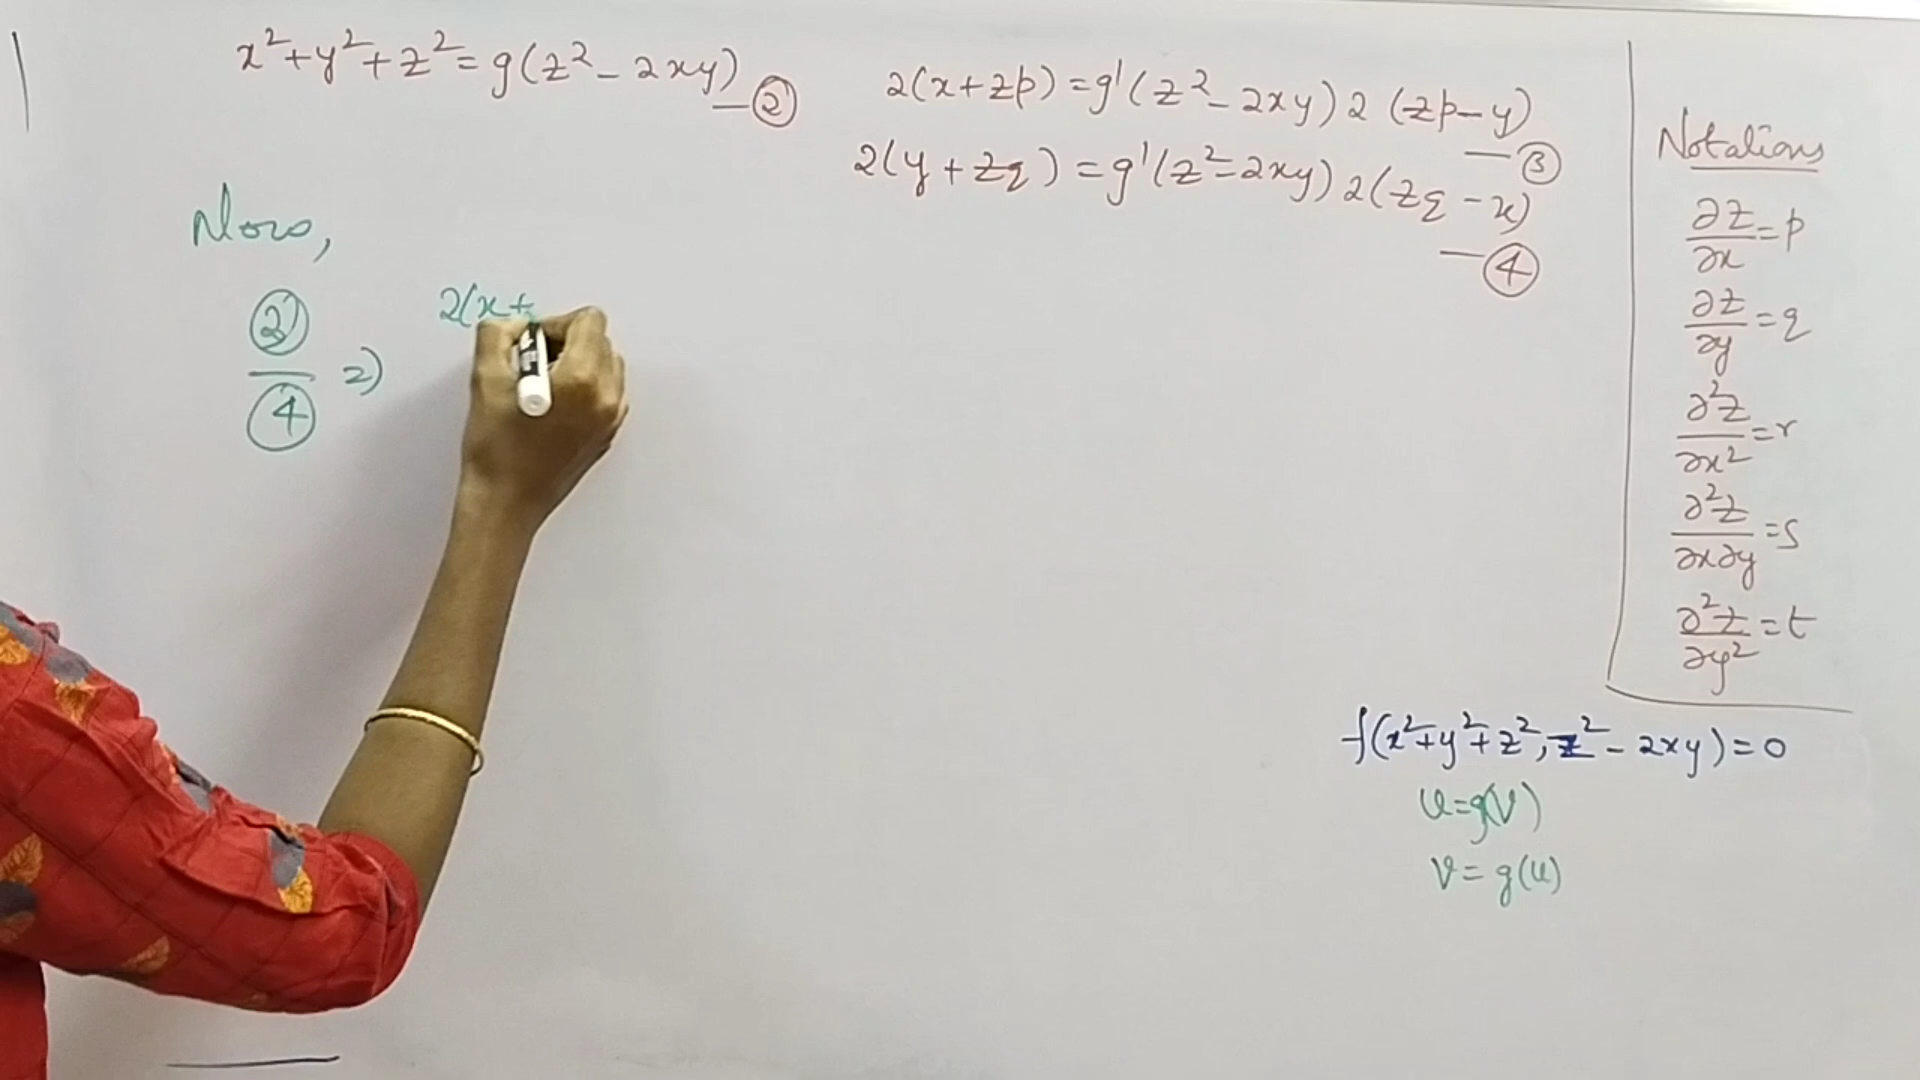 x²+y²+z²=g(z²-2xy) —②
2(x+zp)=g'(z²-2xy)2(zp-y) —③
2(y+zq)=g'(z²-2xy)2(zq-x) —④
Now,
②/④ ⇒ 2(x+
Notations
∂z/∂x=p
∂z/∂y=q
∂²z/∂x²=r
∂²z/∂x∂y=s
∂²z/∂y²=t
f(x²+y²+z², z²-2xy)=0
u=g(v)
v=g(u)